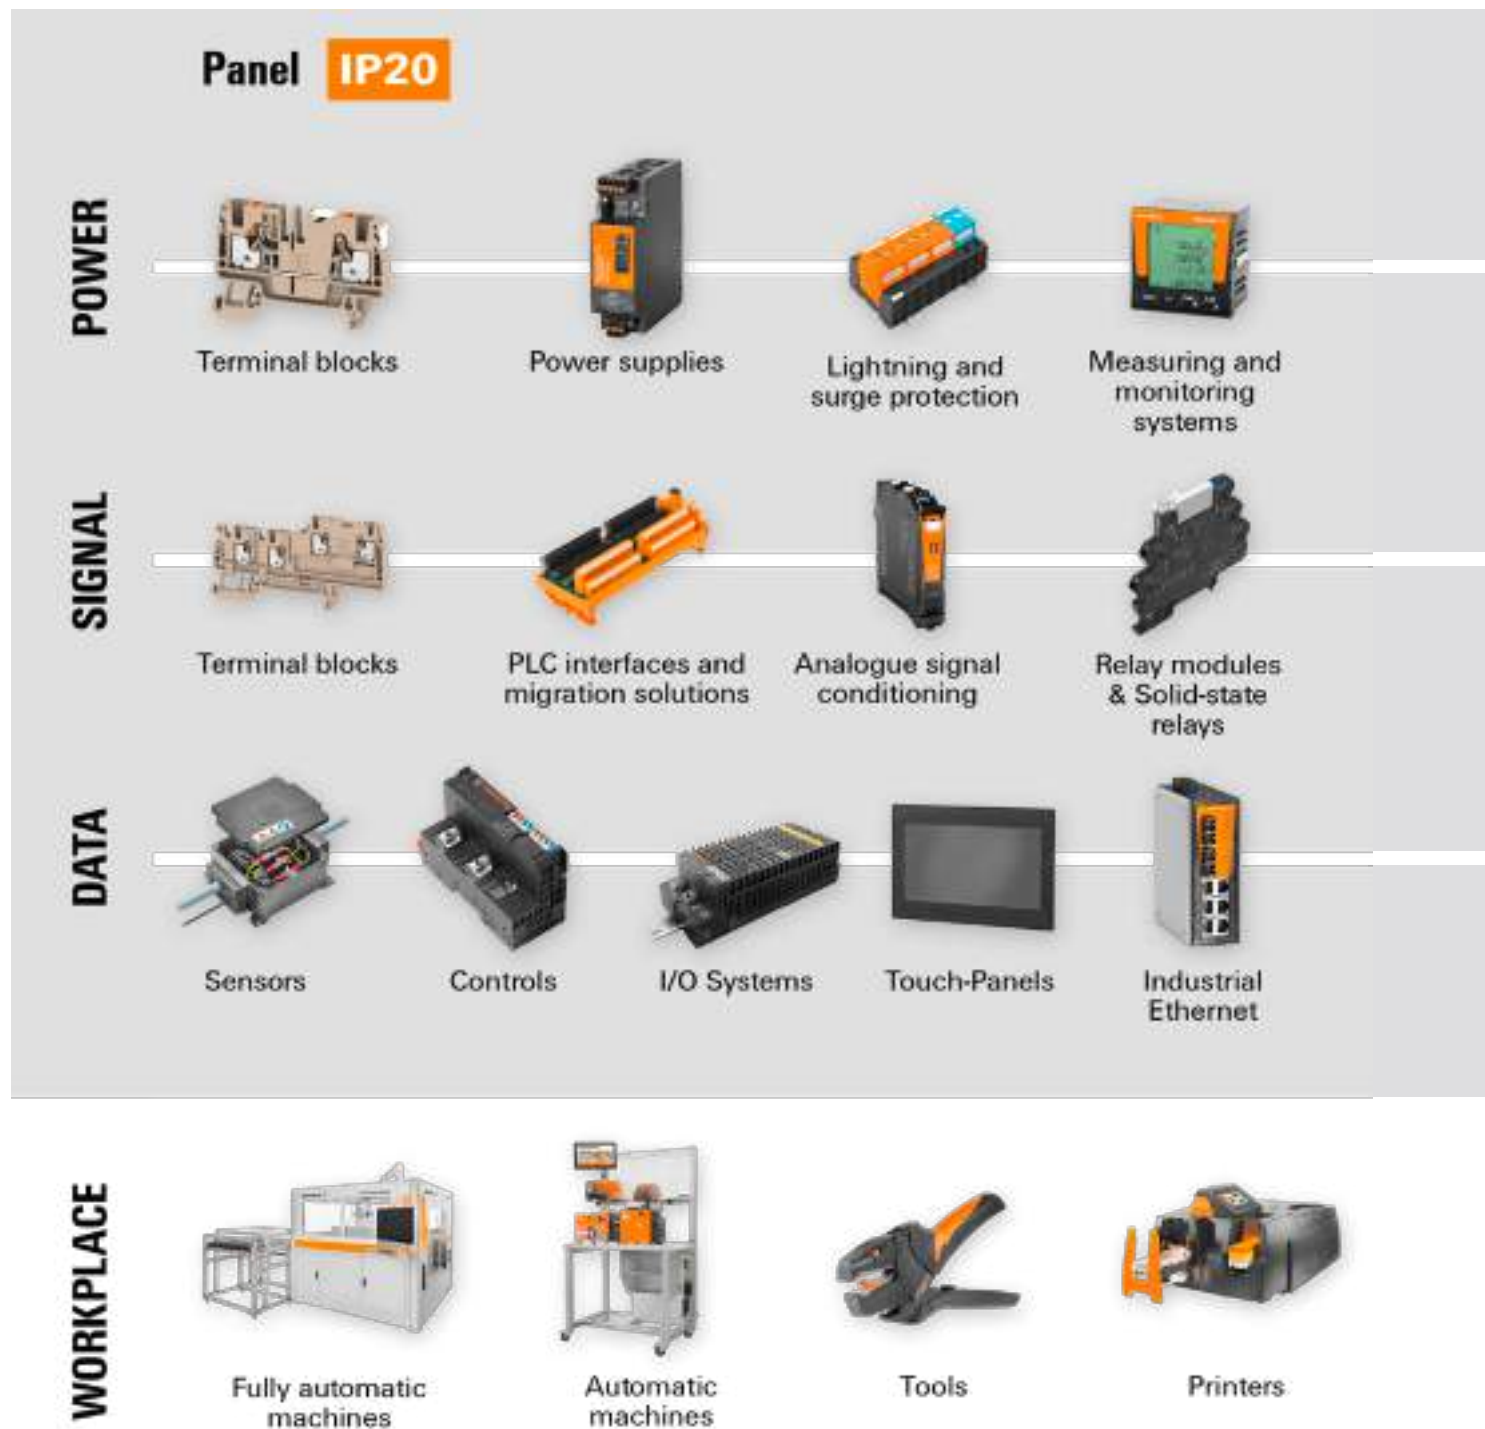 Panel IP20
POWER
Terminal blocks
Power supplies
Lightning and
surge protection
Measuring and
monitoring
systems
SIGNAL
Terminal blocks
PLC interfaces and
migration solutions
Analogue signal
conditioning
Relay modules
& Solid-state
relays
DATA
Sensors
Controls
I/O Systems
Touch-Panels
Industrial
Ethernet
WORKPLACE
Fully automatic
machines
Automatic
machines
Tools
Printers